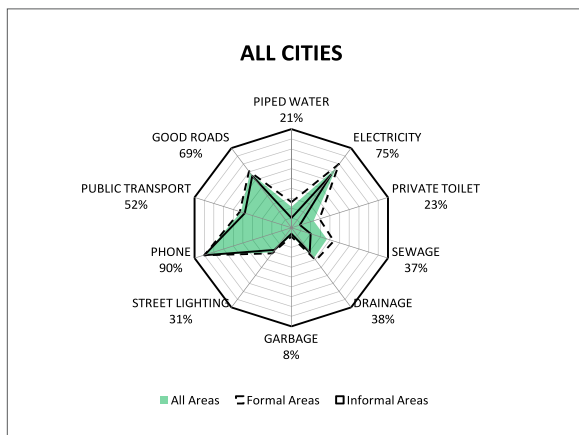 ALL CITIES
PIPED WATER
21%
ELECTRICITY
75%
PRIVATE TOILET
23%
SEWAGE
37%
DRAINAGE
38%
GARBAGE
8%
STREET LIGHTING
31%
PHONE
90%
PUBLIC TRANSPORT
52%
GOOD ROADS
69%
All Areas Formal Areas Informal Areas